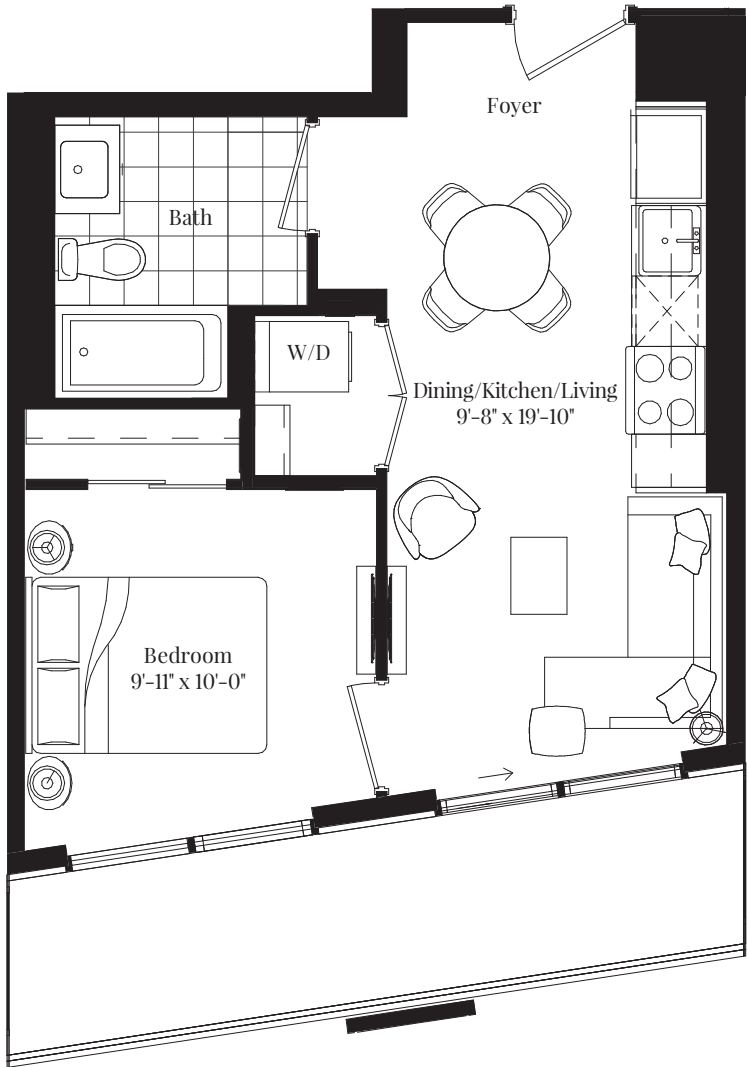 Foyer
Bath
W/D
Dining/Kitchen/Living
9'-8" x 19'-10"
Bedroom
9'-11" x 10'-0"